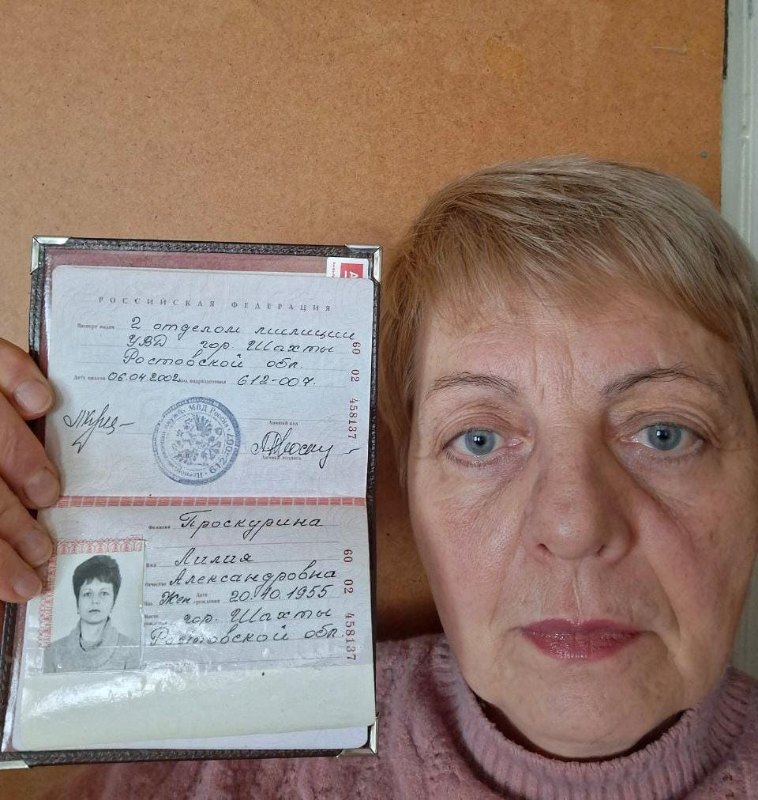 РОССИЙСКАЯ ФЕДЕРАЦИЯ
Паспорт выдан 2 отделом милиции
УВД гор. Шахты
Ростовской обл.
Дата выдачи 06.04.2002 Код подразделения 612-007
Личный код
Личная подпись
60 02 458137
Фамилия Проскурина
Имя Лилия
Отчество Александровна
Пол Жен Дата рождения 20.10.1955
Место рождения гор. Шахты
Ростовской обл.
60 02 458137